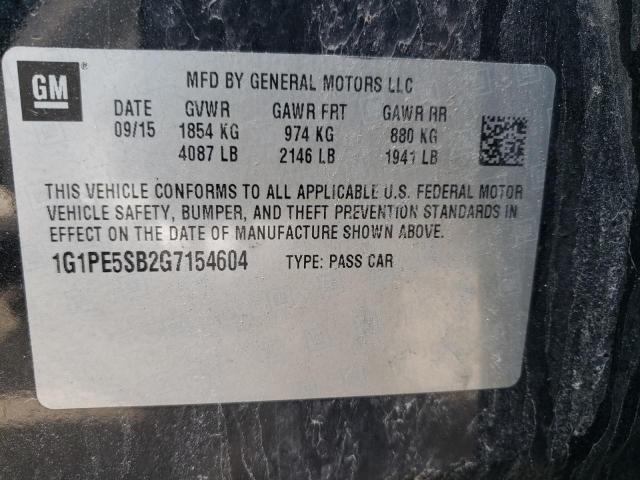 GM ®
MFD BY GENERAL MOTORS LLC
DATE GVWR GAWR FRT GAWR RR
09/15 1854 KG 974 KG 880 KG
4087 LB 2146 LB 1941 LB
THIS VEHICLE CONFORMS TO ALL APPLICABLE U.S. FEDERAL MOTOR
VEHICLE SAFETY, BUMPER, AND THEFT PREVENTION STANDARDS IN
EFFECT ON THE DATE OF MANUFACTURE SHOWN ABOVE.
1G1PE5SB2G7154604 TYPE: PASS CAR